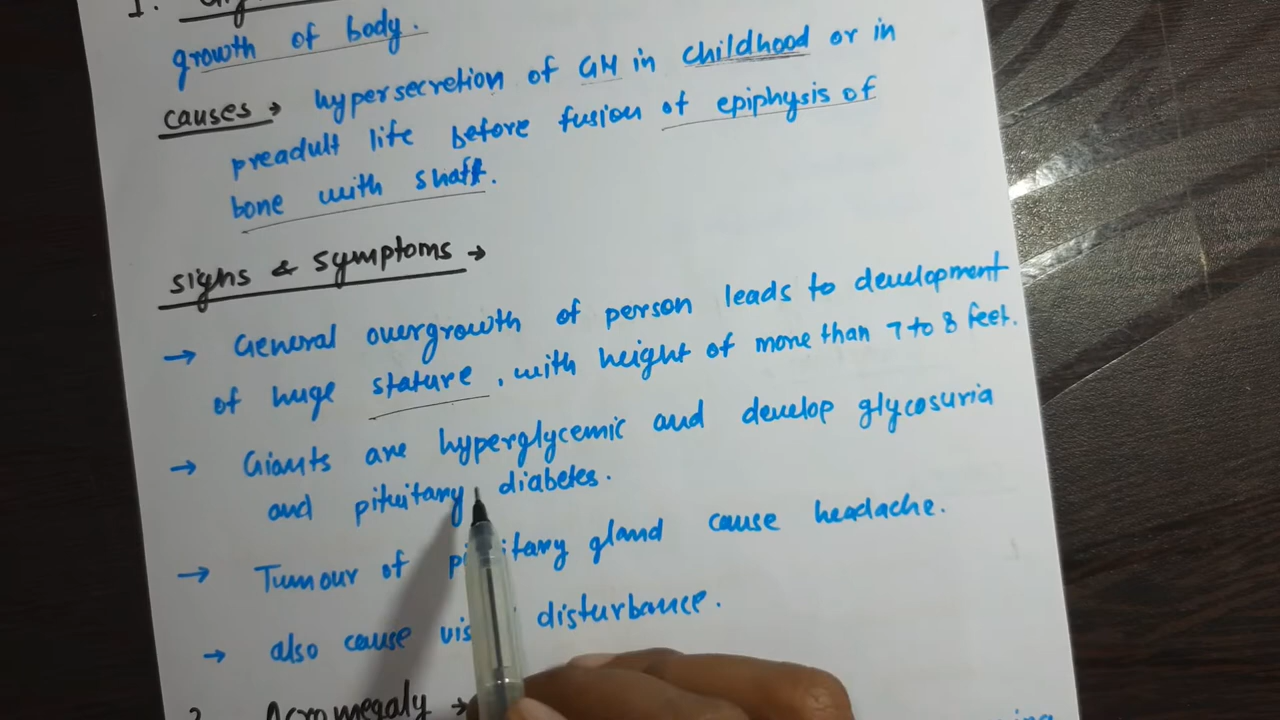 1.
growth of body.
causes → hypersecretion of GH in childhood or in
preadult life before fusion of epiphysis of
bone with shaft.
signs & symptoms →
→ General overgrowth of person leads to development
of huge stature, with height of more than 7 to 8 feet.
→ Giants are hyperglycemic and develop glycosuria
and pituitary diabetes.
→ Tumour of pituitary gland cause headache.
→ also cause disturbance.
2. Acromegaly →